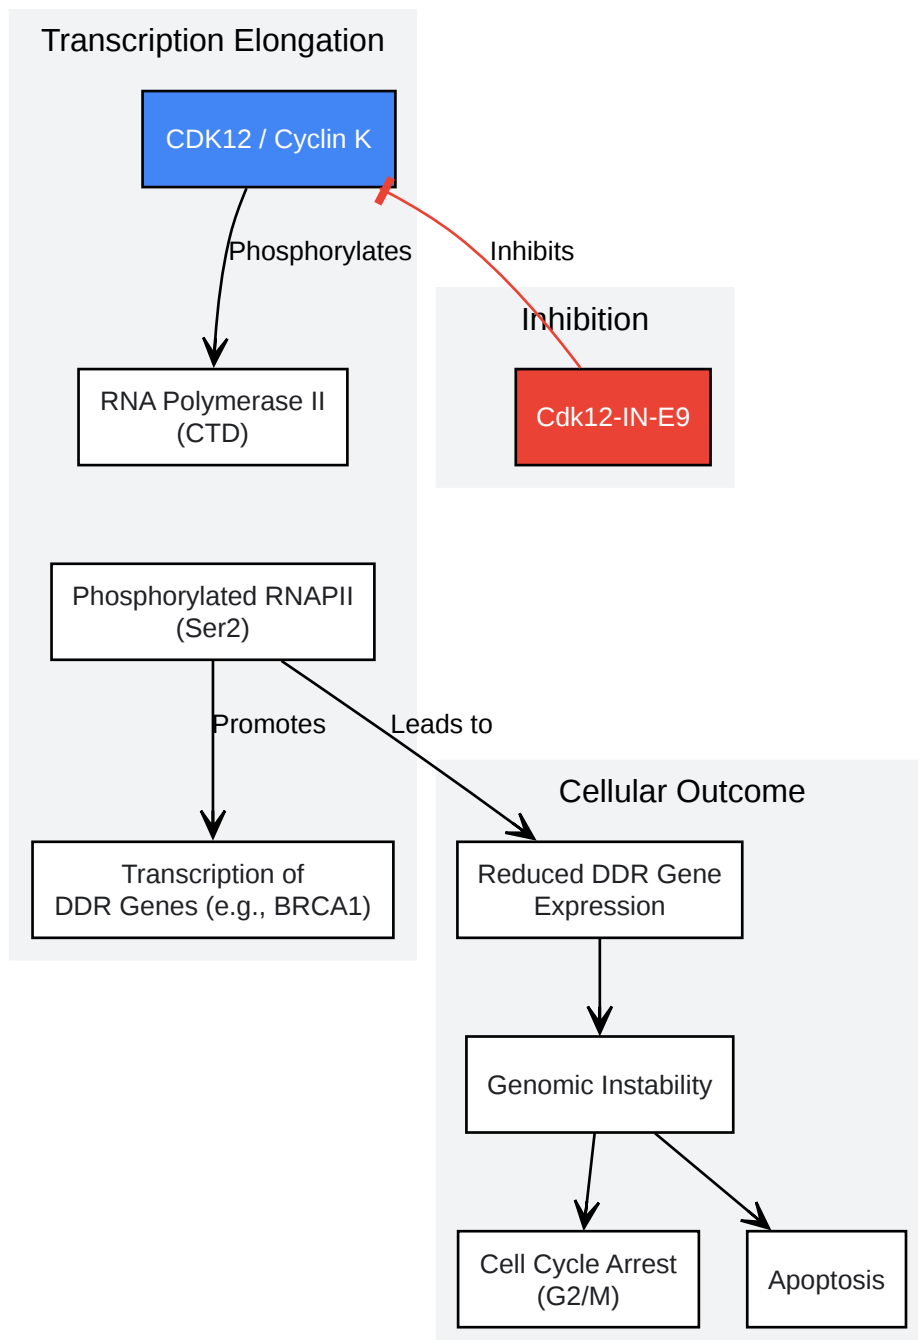 Transcription Elongation
CDK12 / Cyclin K
Phosphorylates
Inhibits
Inhibition
RNA Polymerase II
(CTD)
Cdk12-IN-E9
Phosphorylated RNAPII
(Ser2)
Promotes
Leads to
Cellular Outcome
Transcription of
DDR Genes (e.g., BRCA1)
Reduced DDR Gene
Expression
Genomic Instability
Cell Cycle Arrest
(G2/M)
Apoptosis